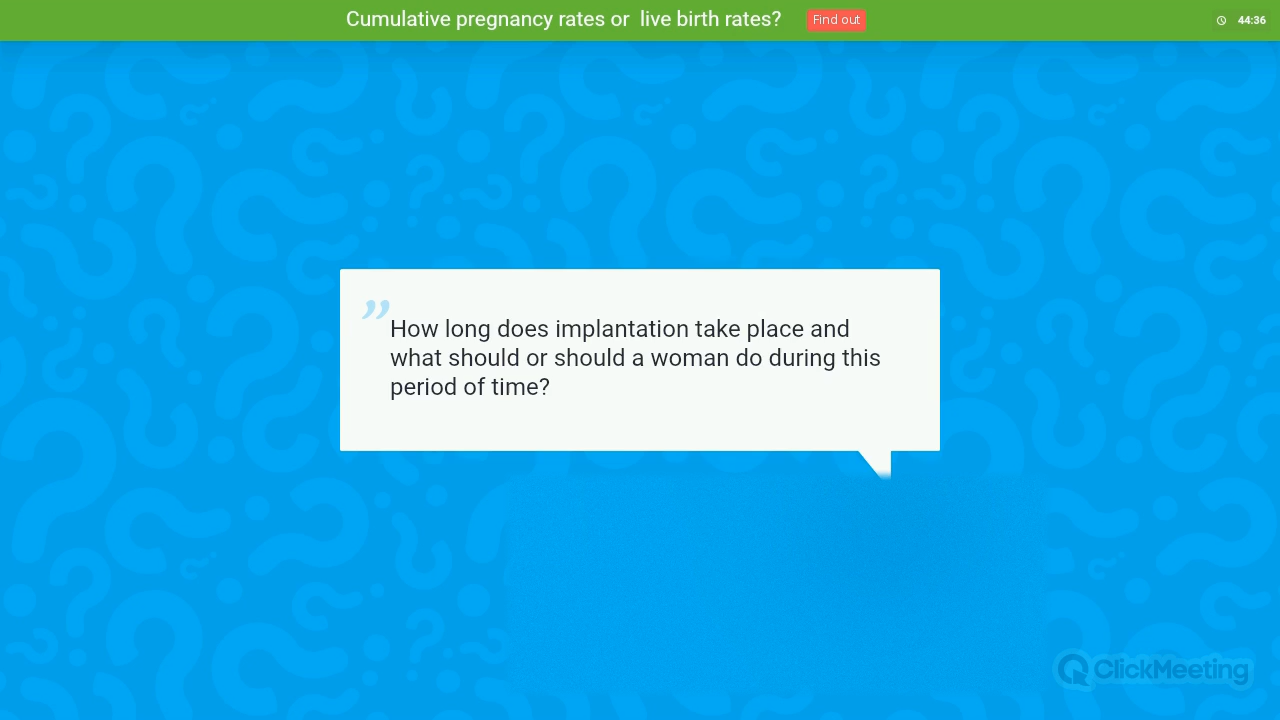 Cumulative pregnancy rates or live birth rates?
Find out
44:36
” How long does implantation take place and
what should or should a woman do during this
period of time?
ClickMeeting